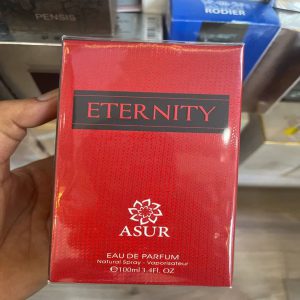 PENSIS
RODIER
ETERNITY
ASUR
EAU DE PARFUM
Natural Spray - Vaporisateur
℮100ml 3.4FL. OZ